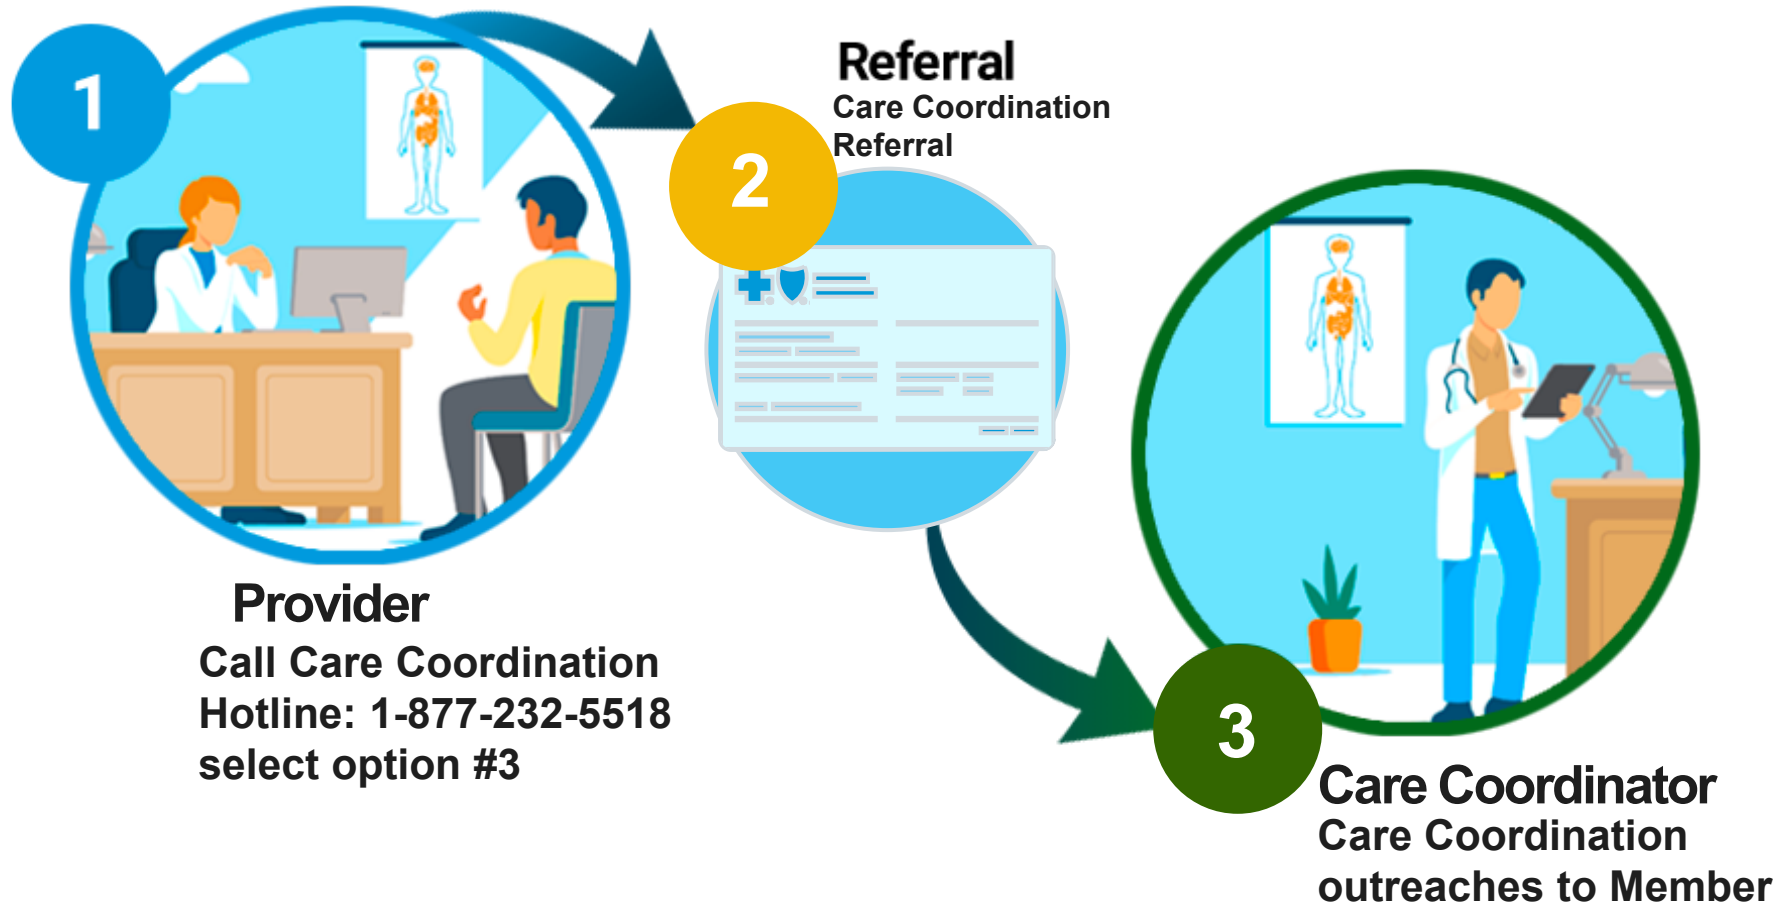 1
Provider
Call Care Coordination
Hotline: 1-877-232-5518
select option #3
2
Referral
Care Coordination
Referral
3
Care Coordinator
Care Coordination
outreaches to Member